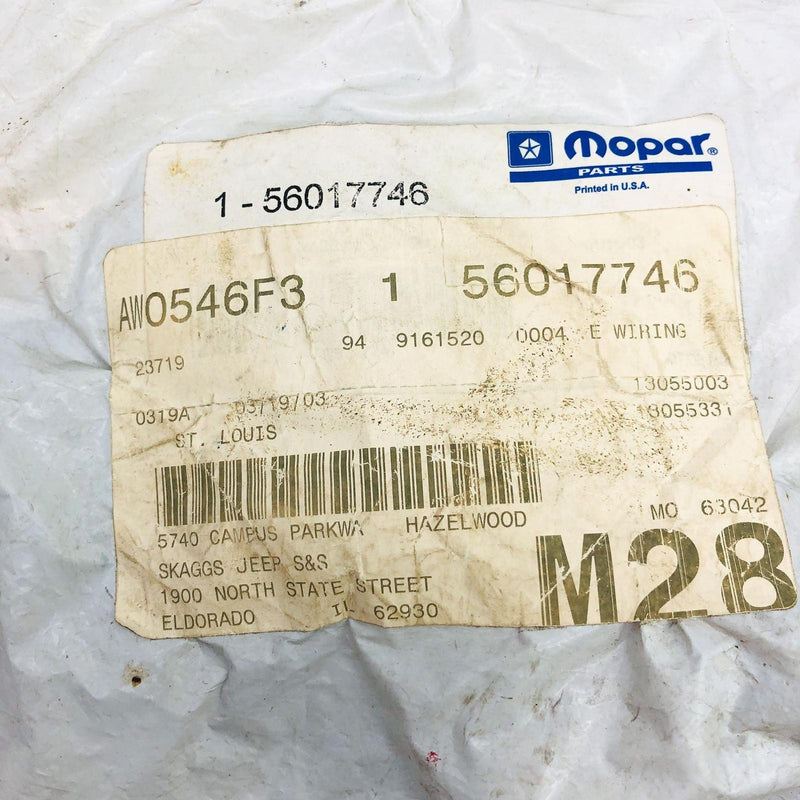 Mopar®
PARTS
Printed in U.S.A.
1 - 56017746
AW0546F3 1 56017746
23719 94 9161520 0004 E WIRING
13055003
0319A 03/19/03 13055331
ST. LOUIS
5740 CAMPUS PARKWA HAZELWOOD MO 63042
SKAGGS JEEP S&S
1900 NORTH STATE STREET
ELDORADO IL 62930
M28